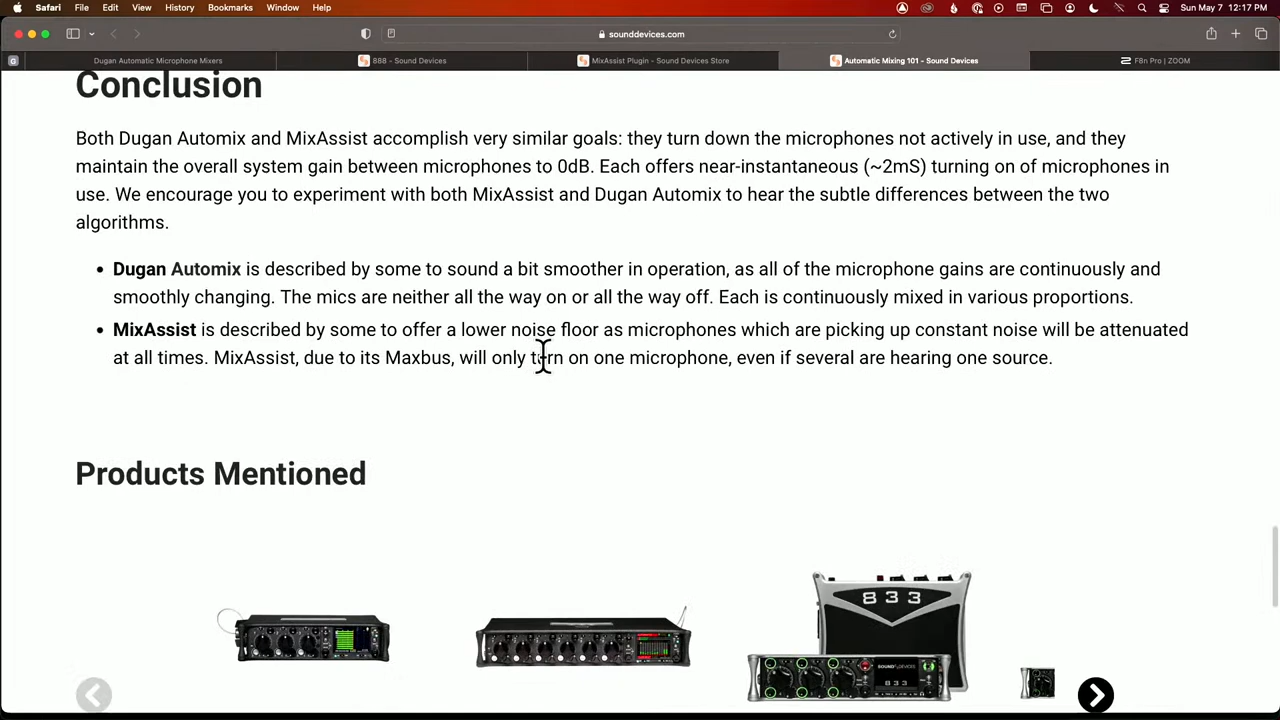 Safari File Edit View History Bookmarks Window Help Sun May 7 12:17 PM
sounddevices.com
G Dugan Automatic Microphone Mixers 888 - Sound Devices MixAssist Plugin - Sound Devices Store Automatic Mixing 101 - Sound Devices F8n Pro | ZOOM
Conclusion
Both Dugan Automix and MixAssist accomplish very similar goals: they turn down the microphones not actively in use, and they
maintain the overall system gain between microphones to 0dB. Each offers near-instantaneous (~2mS) turning on of microphones in
use. We encourage you to experiment with both MixAssist and Dugan Automix to hear the subtle differences between the two
algorithms.
• Dugan Automix is described by some to sound a bit smoother in operation, as all of the microphone gains are continuously and
smoothly changing. The mics are neither all the way on or all the way off. Each is continuously mixed in various proportions.
• MixAssist is described by some to offer a lower noise floor as microphones which are picking up constant noise will be attenuated
at all times. MixAssist, due to its Maxbus, will only turn on one microphone, even if several are hearing one source.
Products Mentioned
833
SOUND DEVICES
833